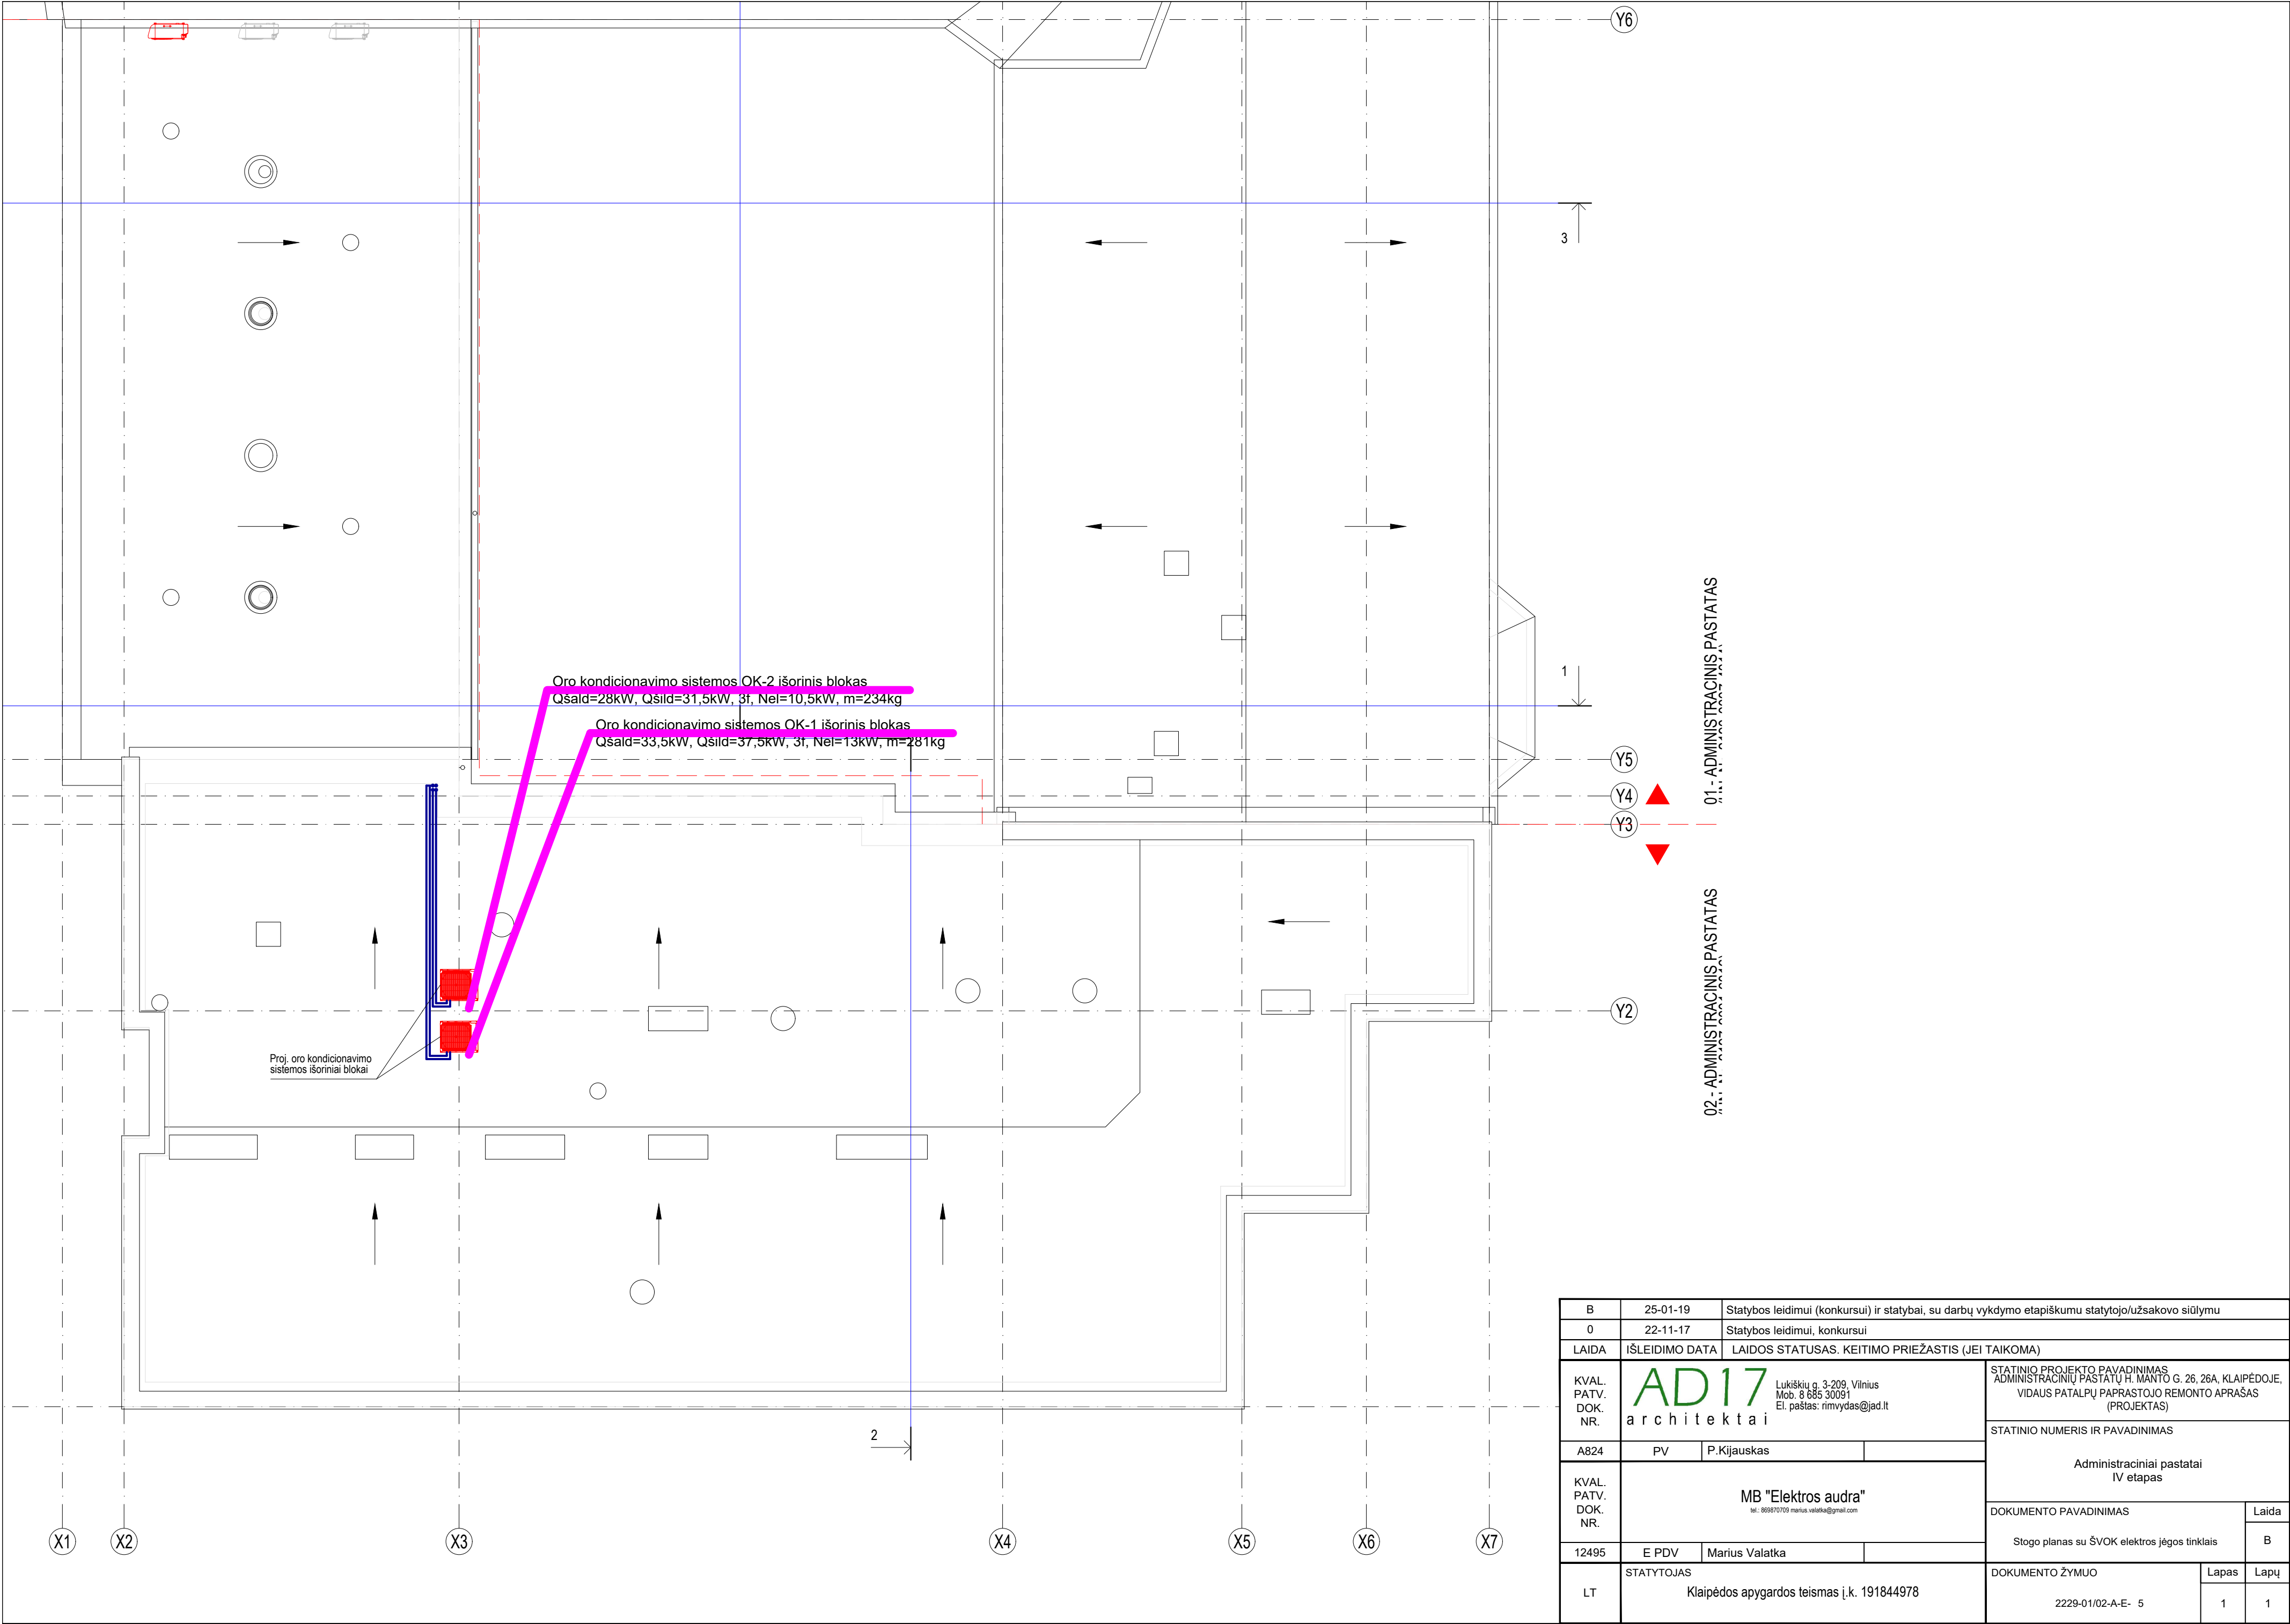 Y6
3
1
Oro kondicionavimo sistemos OK-2 išorinis blokas
Qšald=28kW, Qšild=31,5kW, 3f, Nel=10,5kW, m=234kg
Oro kondicionavimo sistemos OK-1 išorinis blokas
Qšald=33,5kW, Qšild=37,5kW, 3f, Nel=13kW, m=281kg
01 - ADMINISTRACINIS PASTATAS
Y5
Y4
Y3
02 - ADMINISTRACINIS PASTATAS
Y2
Proj. oro kondicionavimo
sistemos išoriniai blokai
2
X1
X2
X3
X4
X5
X6
X7
B 25-01-19 Statybos leidimui (konkursui) ir statybai, su darbų vykdymo etapiškumu statytojo/užsakovo siūlymu
0 22-11-17 Statybos leidimui, konkursui
LAIDA IŠLEIDIMO DATA LAIDOS STATUSAS. KEITIMO PRIEŽASTIS (JEI TAIKOMA)
KVAL.
PATV.
DOK.
NR.
AD17
architektai
Lukiškių g. 3-209, Vilnius
Mob. 8 685 30091
El. paštas: rimvydas@jad.lt
STATINIO PROJEKTO PAVADINIMAS
ADMINISTRACINIŲ PASTATŲ H. MANTO G. 26, 26A, KLAIPĖDOJE,
VIDAUS PATALPŲ PAPRASTOJO REMONTO APRAŠAS
(PROJEKTAS)
A824 PV P.Kijauskas
STATINIO NUMERIS IR PAVADINIMAS
Administraciniai pastatai
IV etapas
KVAL.
PATV.
DOK.
NR.
MB "Elektros audra"
tel.: 869870709 marius.valatka@gmail.com
DOKUMENTO PAVADINIMAS
Laida
Stogo planas su ŠVOK elektros jėgos tinklais
B
12495 E PDV Marius Valatka
LT
STATYTOJAS
Klaipėdos apygardos teismas į.k. 191844978
DOKUMENTO ŽYMUO
Lapas Lapų
2229-01/02-A-E- 5
1 1